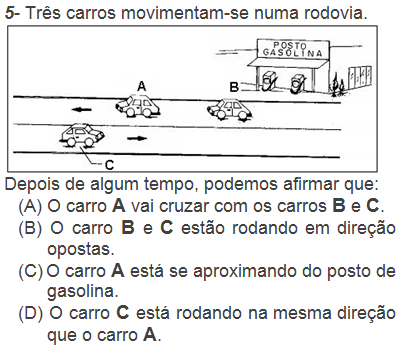 5- Três carros movimentam-se numa rodovia.
POSTO
GASOLINA
A
B
C
Depois de algum tempo, podemos afirmar que:
(A) O carro A vai cruzar com os carros B e C.
(B) O carro B e C estão rodando em direção
opostas.
(C) O carro A está se aproximando do posto de
gasolina.
(D) O carro C está rodando na mesma direção
que o carro A.